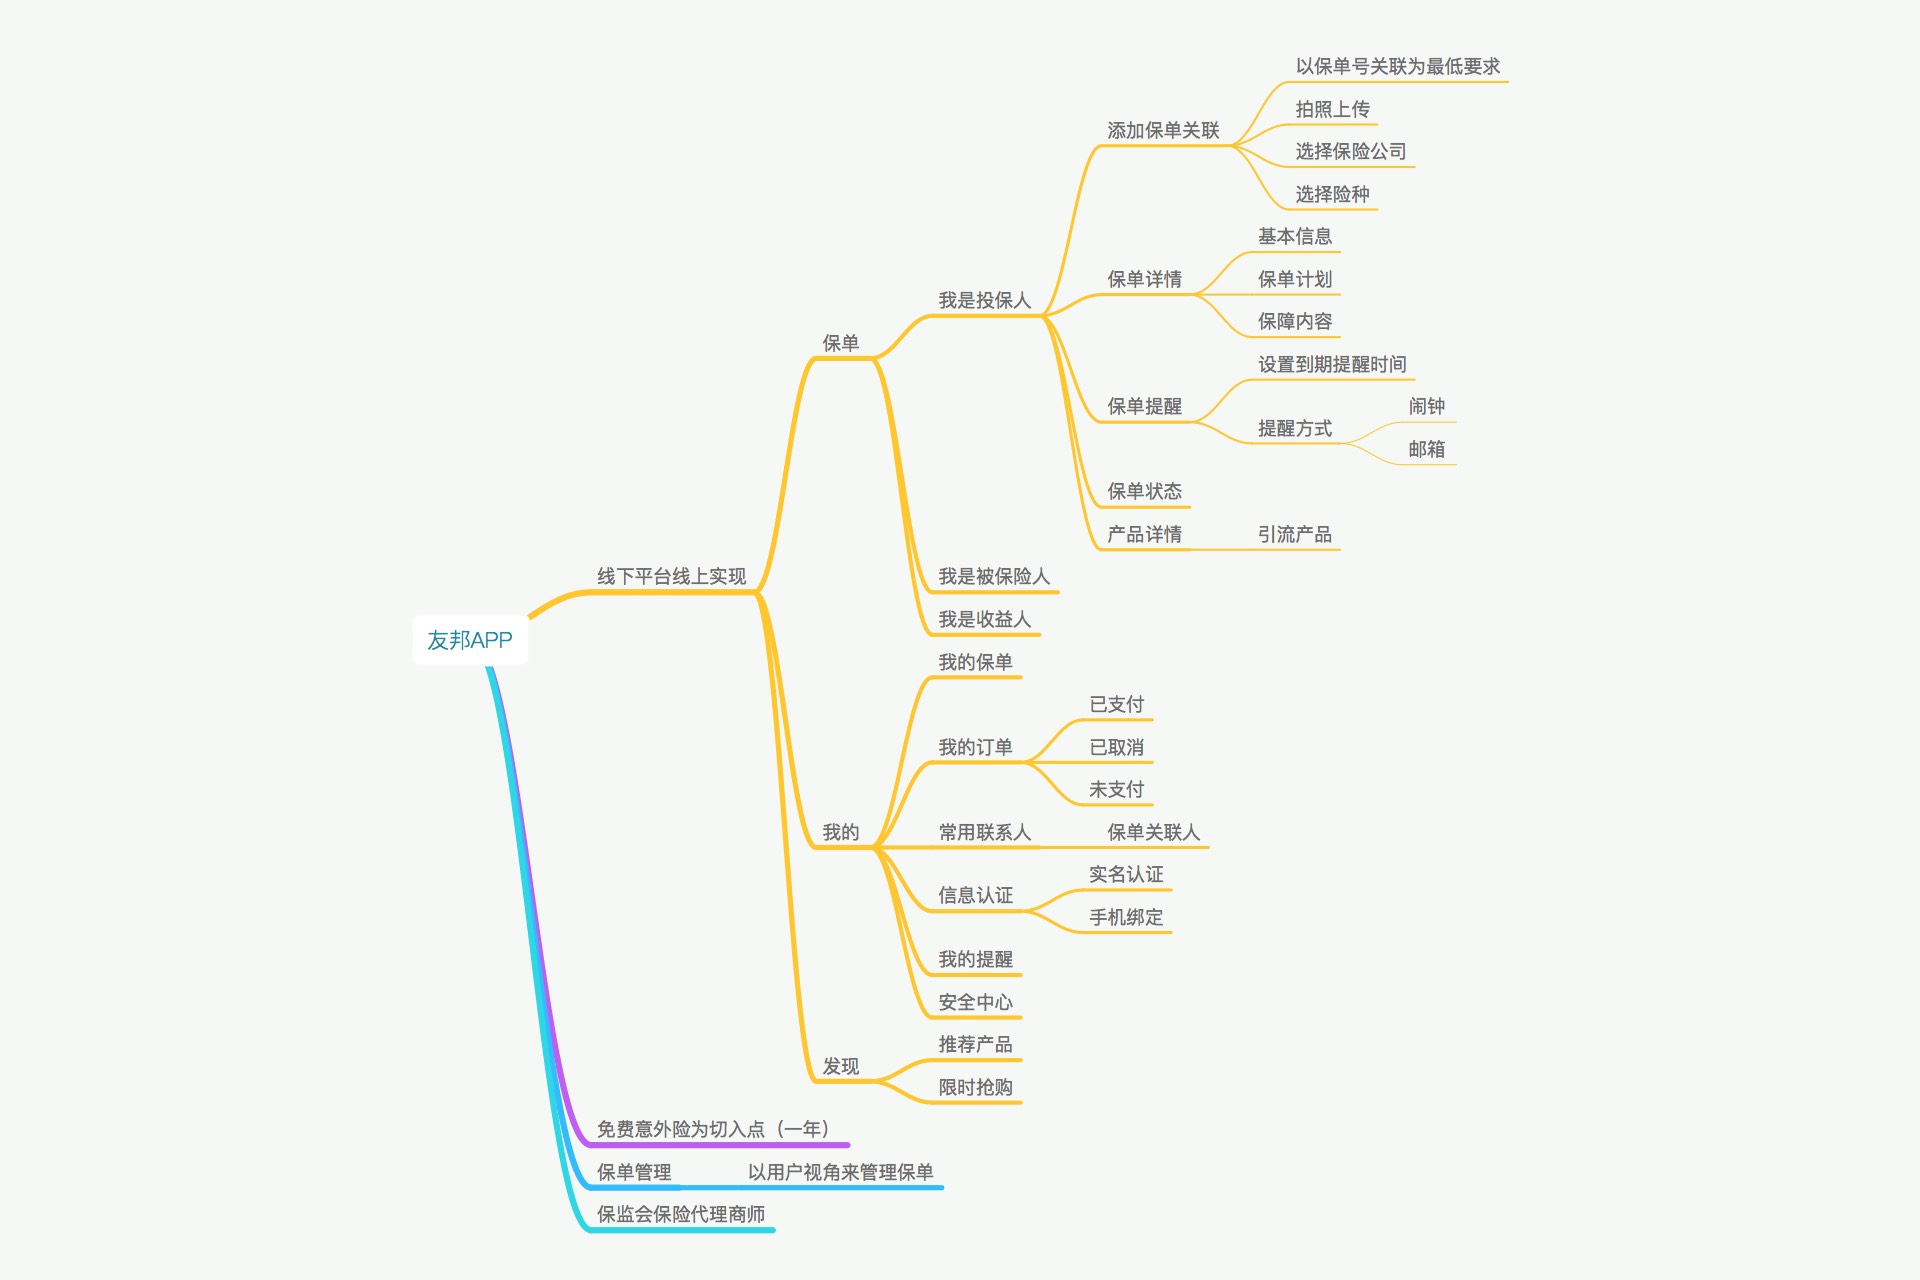 友邦APP
线下平台线上实现
保单
我是投保人
添加保单关联
以保单号关联为最低要求
拍照上传
选择保险公司
选择险种
保单详情
基本信息
保单计划
保障内容
保单提醒
设置到期提醒时间
提醒方式
闹钟
邮箱
保单状态
产品详情
引流产品
我是被保险人
我是收益人
我的
我的保单
我的订单
已支付
已取消
未支付
常用联系人
保单关联人
信息认证
实名认证
手机绑定
我的提醒
安全中心
发现
推荐产品
限时抢购
免费意外险为切入点（一年）
保单管理
以用户视角来管理保单
保监会保险代理商师